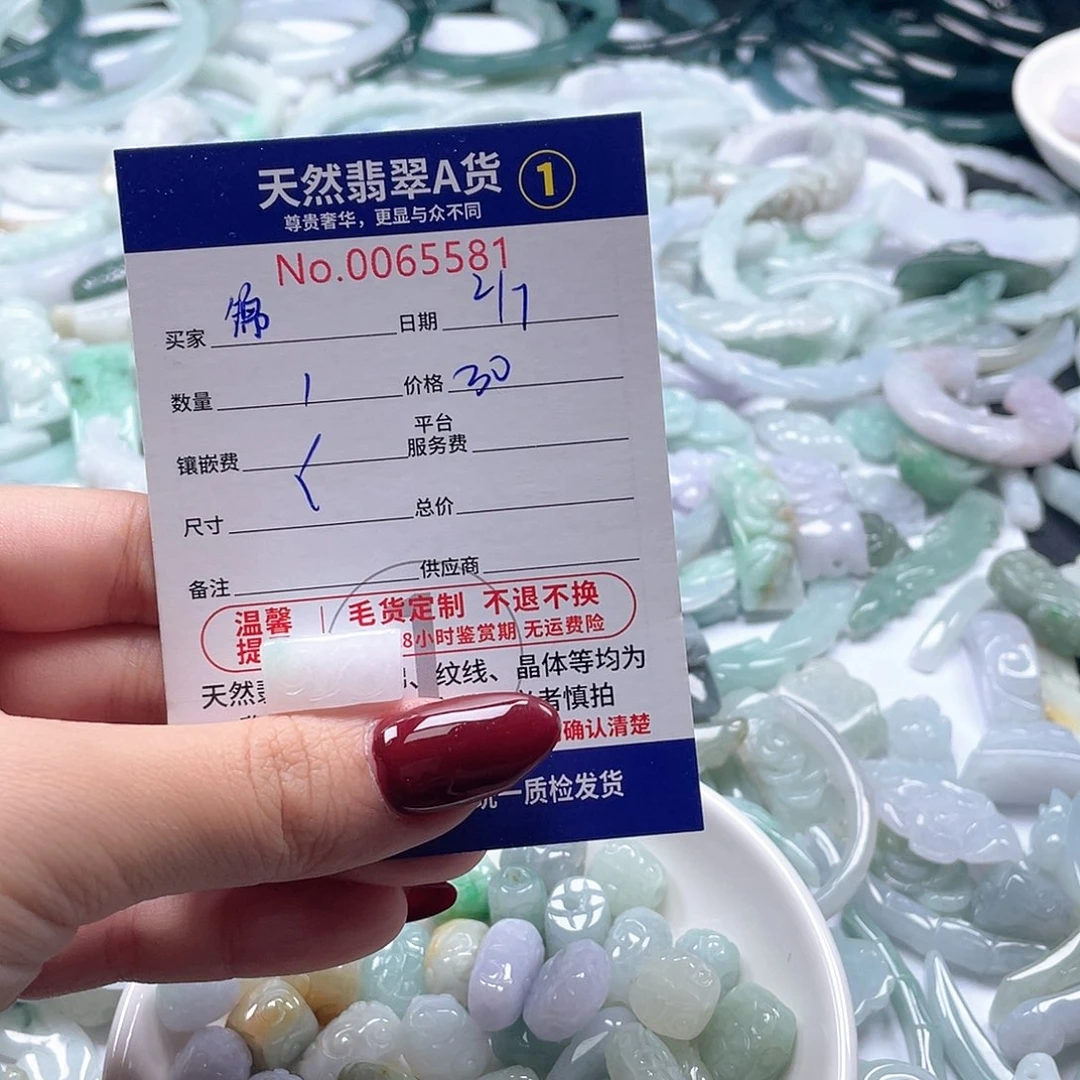 天然翡翠A货 1
尊贵奢华，更显与众不同
No.0065581
买家 锦 日期 2/7
数量 1 价格 30
镶嵌费 平台服务费
尺寸 总价
备注 供应商
温馨 毛货定制 不退不换
提 8小时鉴赏期 无运费险
天然 、纹线、晶体等均为
者慎拍
确认清楚
统一质检发货